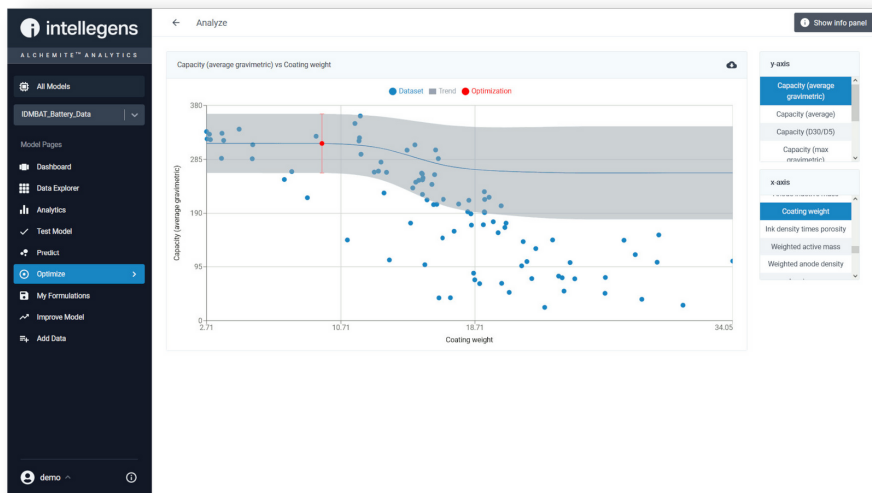 intellegens
ALCHEMITE™ ANALYTICS
All Models
IDMBAT_Battery_Data
Model Pages
Dashboard
Data Explorer
Analytics
Test Model
Predict
Optimize
My Formulations
Improve Model
Add Data
demo
Analyze
Show info panel
Capacity (average gravimetric) vs Coating weight
Dataset Trend Optimization
Capacity (average gravimetric)
380
285
190
95
0
2.71 10.71 18.71 34.05
Coating weight
y-axis
Capacity (average
gravimetric)
Capacity (average)
Capacity (D30/D5)
Capacity (max
gravimetric)
x-axis
Coating weight
Ink density times porosity
Weighted active mass
Weighted anode density